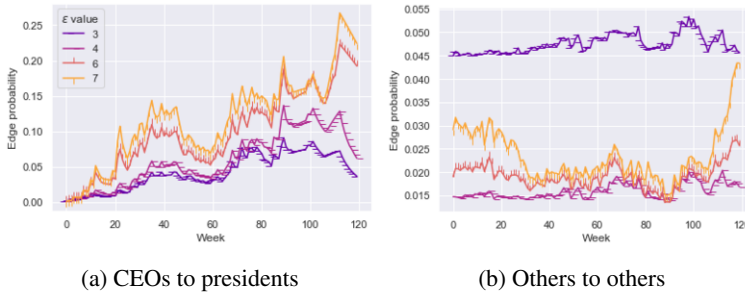 (a)
ε value
3
4
6
7
0.25
0.20
0.15
0.10
0.05
0.00
Edge probability
0 20 40 60 80 100 120
Week
(b)
0.055
0.050
0.045
0.040
0.035
0.030
0.025
0.020
0.015
Edge probability
0 20 40 60 80 100 120
Week
(a) CEOs to presidents
(b) Others to others